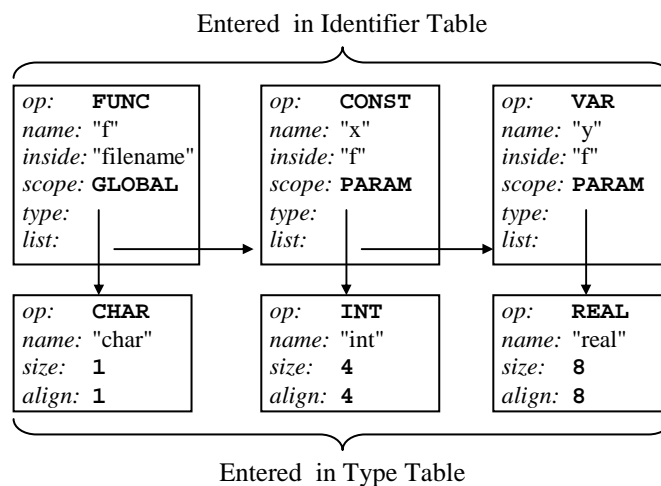 Entered in Identifier Table
op: FUNC
name: "f"
inside: "filename"
scope: GLOBAL
type:
list:
op: CONST
name: "x"
inside: "f"
scope: PARAM
type:
list:
op: VAR
name: "y"
inside: "f"
scope: PARAM
type:
list:
op: CHAR
name: "char"
size: 1
align: 1
op: INT
name: "int"
size: 4
align: 4
op: REAL
name: "real"
size: 8
align: 8
Entered in Type Table